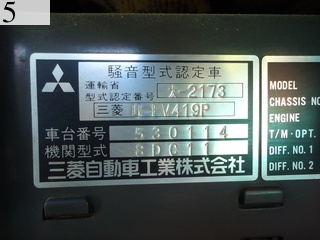 5
騒音型式認定車
運輸省
型式認定番号 大-2173
三菱 U-FV419P
車台番号 530114
機関型式 8DC11
三菱自動車工業株式会社
MODEL
CHASSIS NO
ENGINE
T/M・OPT.
DIFF. NO. 1
DIFF. NO. 2